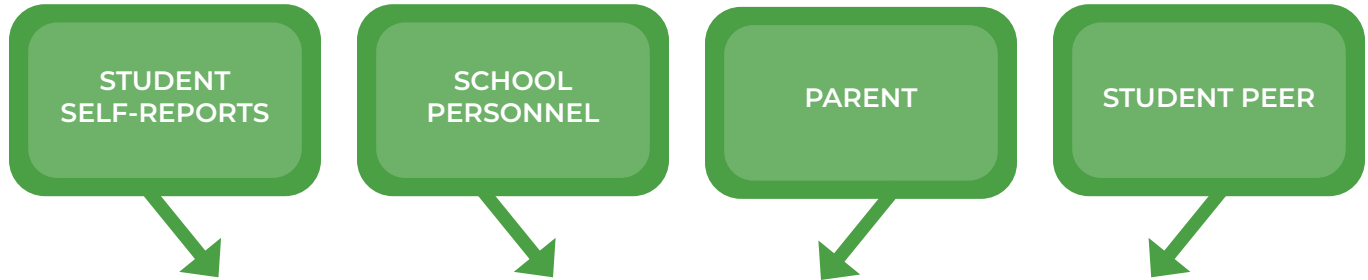 STUDENT
SELF-REPORTS
SCHOOL
PERSONNEL
PARENT
STUDENT PEER